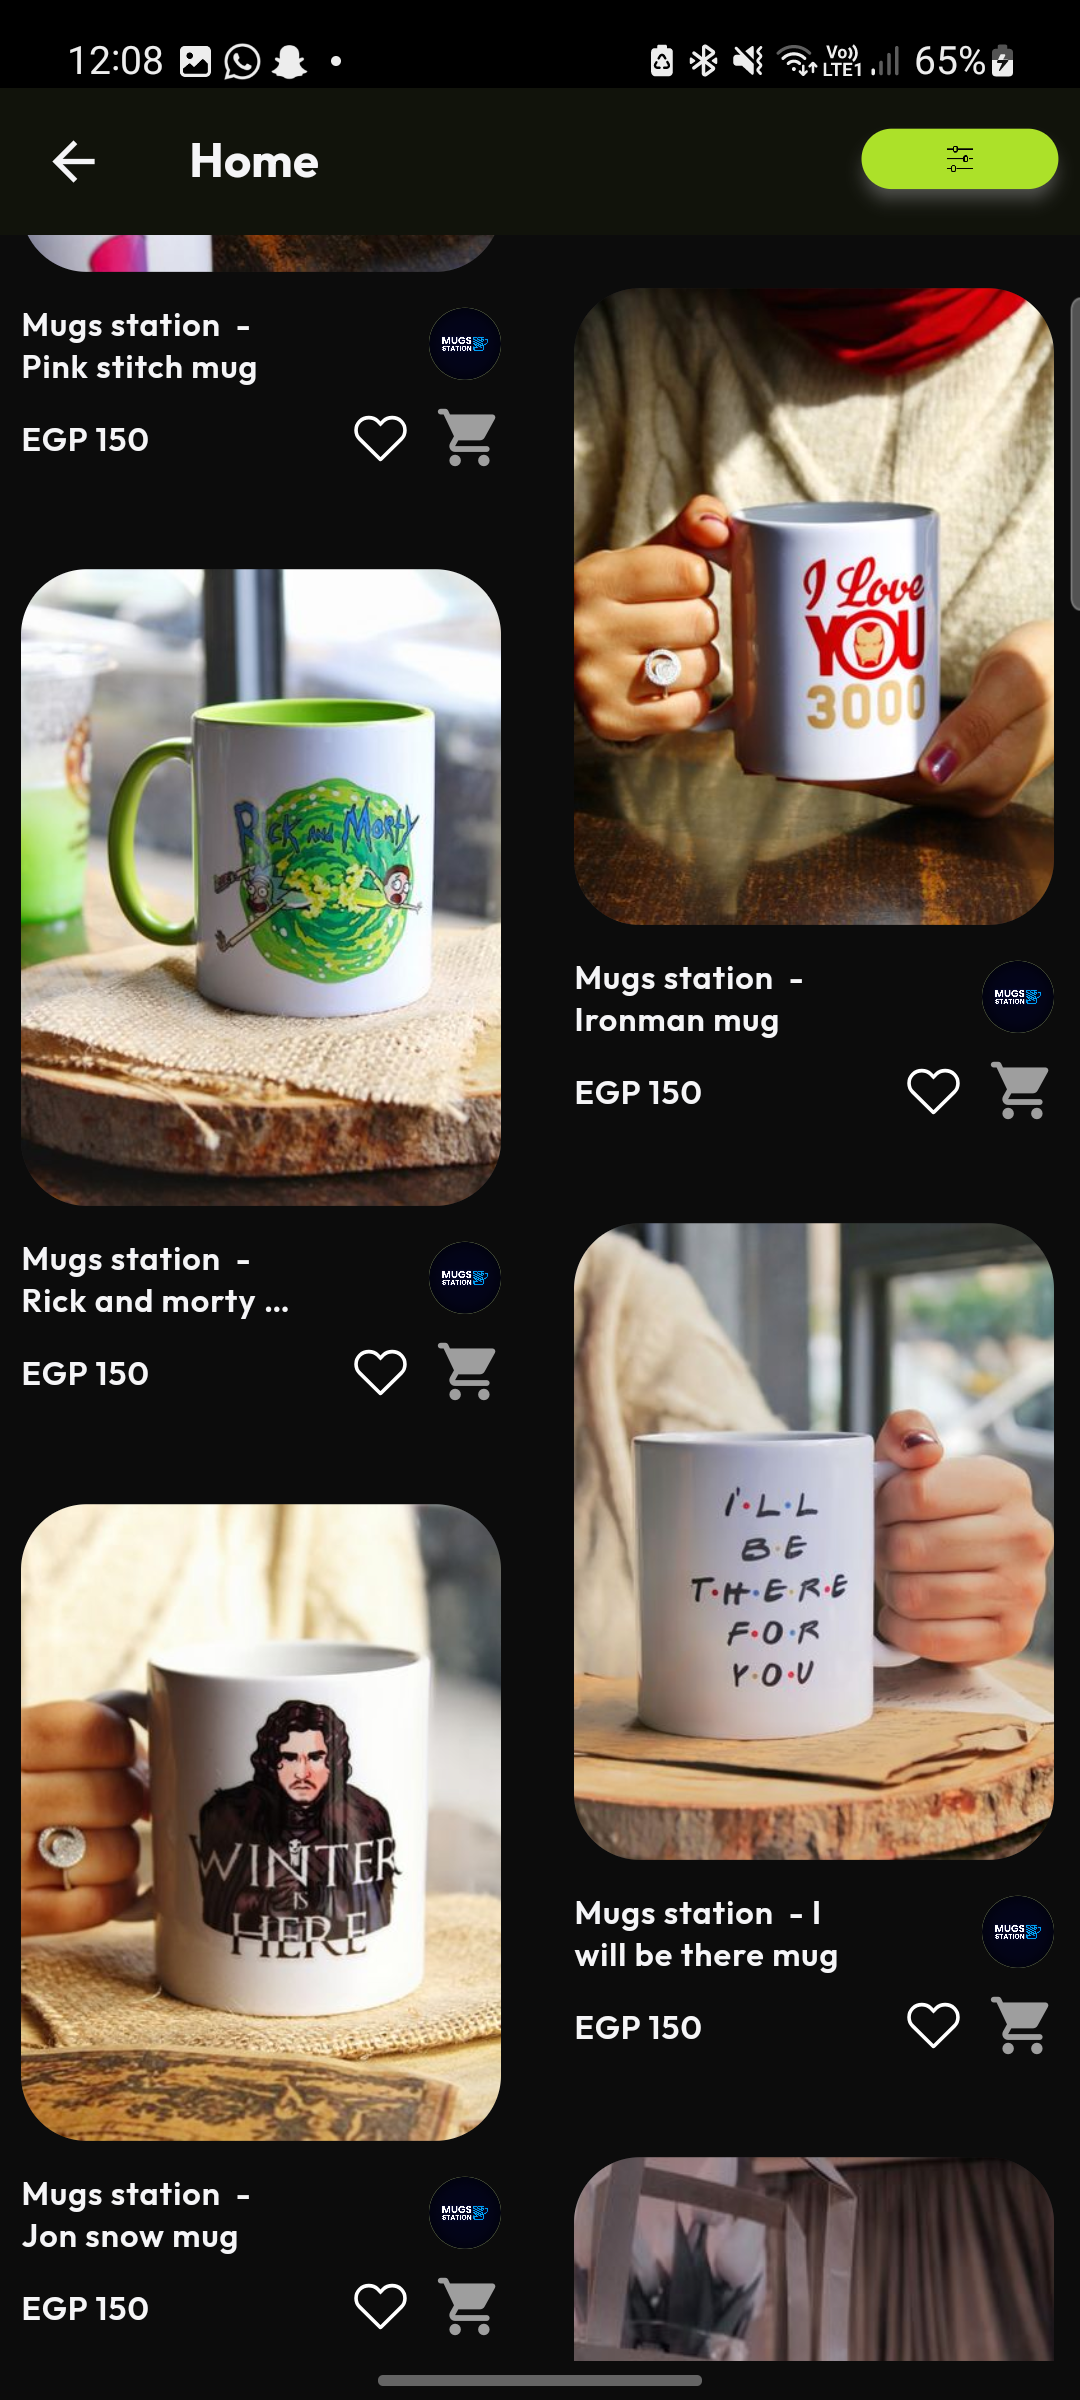 12:08
Vo))
LTE1
65%
Home
Mugs station -
Pink stitch mug
MUGS
STATION
EGP 150
I Love
YOU
3000
Rick and Morty
Mugs station -
Ironman mug
MUGS
STATION
EGP 150
Mugs station -
Rick and morty ...
MUGS
STATION
EGP 150
I'LL
BE
THERE
FOR
YOU
WINTER
IS
HERE
Mugs station - I
will be there mug
MUGS
STATION
EGP 150
Mugs station -
Jon snow mug
MUGS
STATION
EGP 150